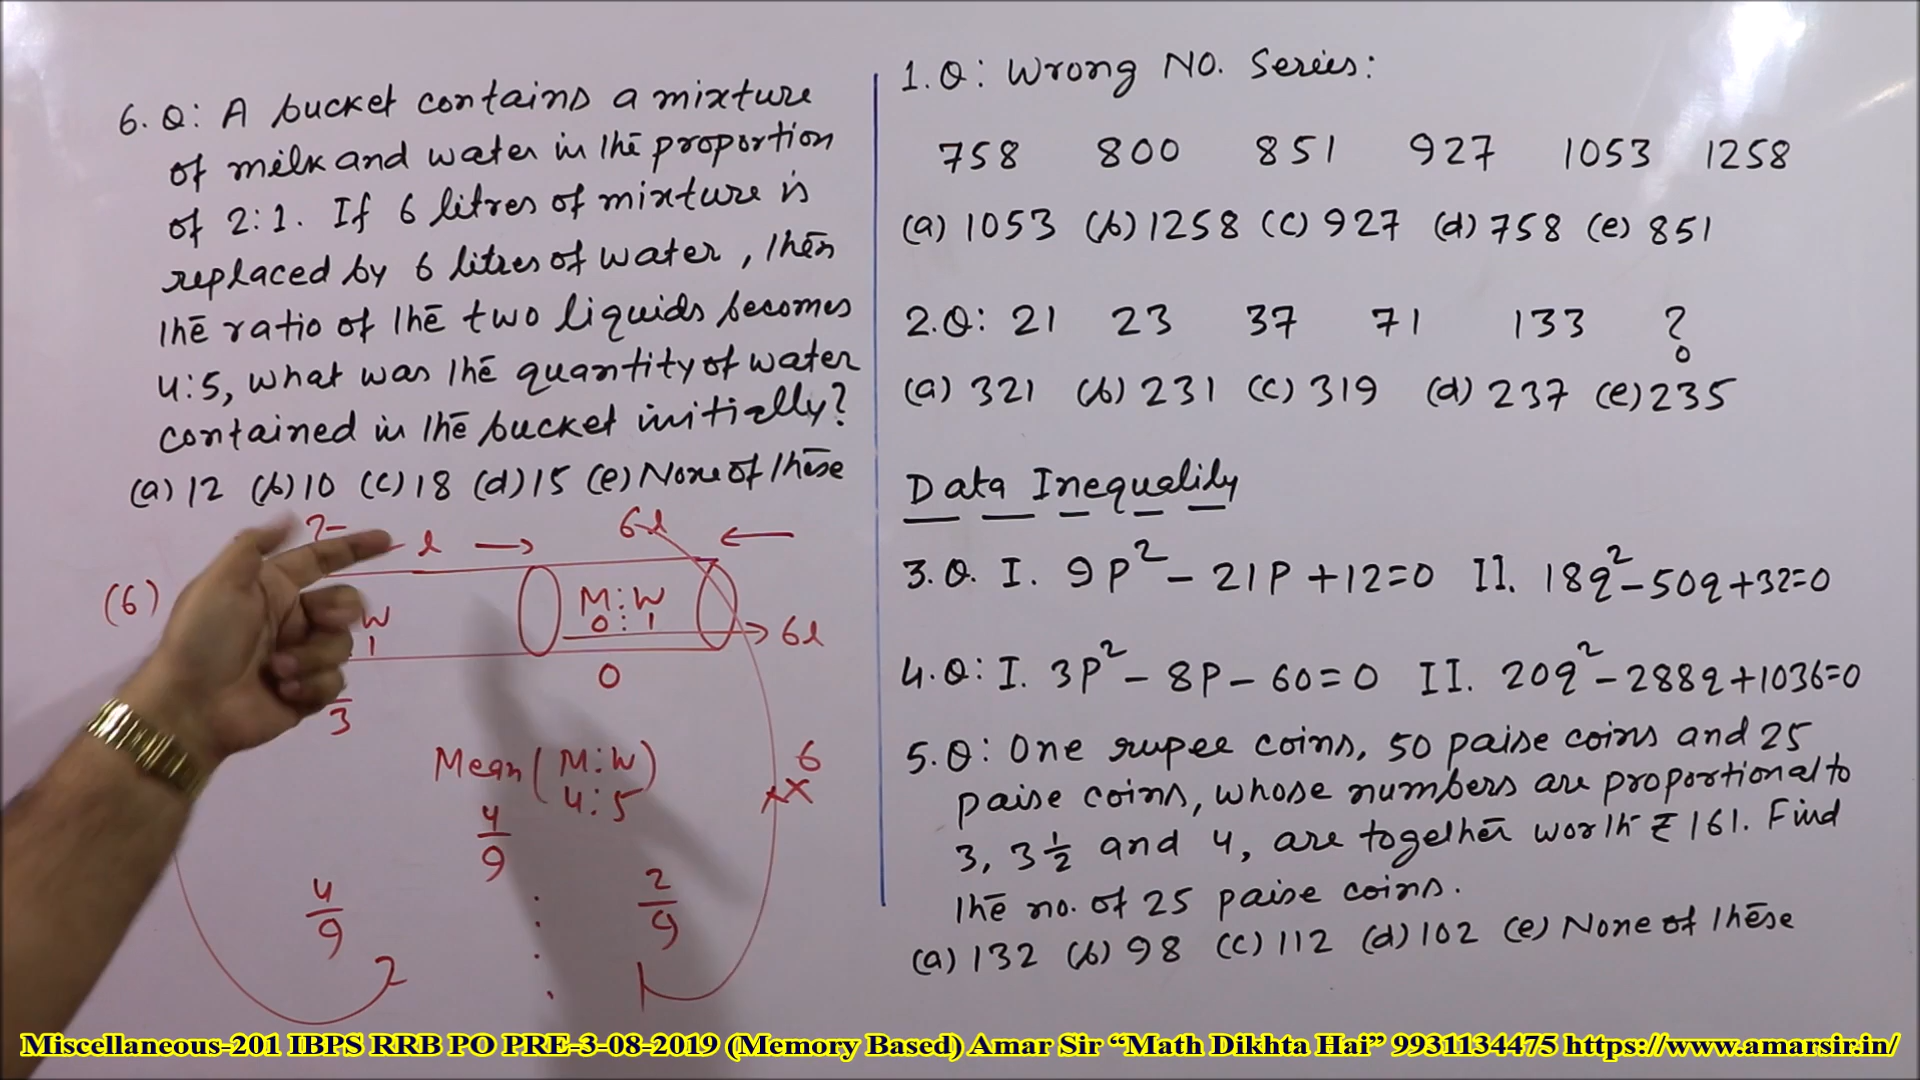 6. Q: A bucket contains a mixture
of milk and water in the proportion
of 2:1. If 6 litres of mixture is
replaced by 6 litres of water, then
the ratio of the two liquids becomes
4:5, what was the quantity of water
contained in the bucket initially?
(a) 12 (b) 10 (c) 18 (d) 15 (e) None of these
l → 6l ←
(6) W M:W
1 0:1 → 6l
3 0
Mean (M:W
4:5) 6
4/9
4/9 : 2/9
2 : 1
1. Q: Wrong NO. Series:
758 800 851 927 1053 1258
(a) 1053 (b) 1258 (c) 927 (d) 758 (e) 851
2. Q: 21 23 37 71 133 ?
(a) 321 (b) 231 (c) 319 (d) 237 (e) 235
Data Inequality
3. Q. I. 9P² - 21P + 12=0 II. 18q² - 50q + 32=0
4. Q: I. 3P² - 8P - 60=0 II. 20q² - 288q + 1036=0
5. Q: One rupee coins, 50 paise coins and 25
paise coins, whose numbers are proportional to
3, 3 1/2 and 4, are together worth ₹ 161. Find
the no. of 25 paise coins.
(a) 132 (b) 98 (c) 112 (d) 102 (e) None of these
Miscellaneous-201 IBPS RRB PO PRE-3-08-2019 (Memory Based) Amar Sir “Math Dikhta Hai” 9931134475 https://www.amarsir.in/